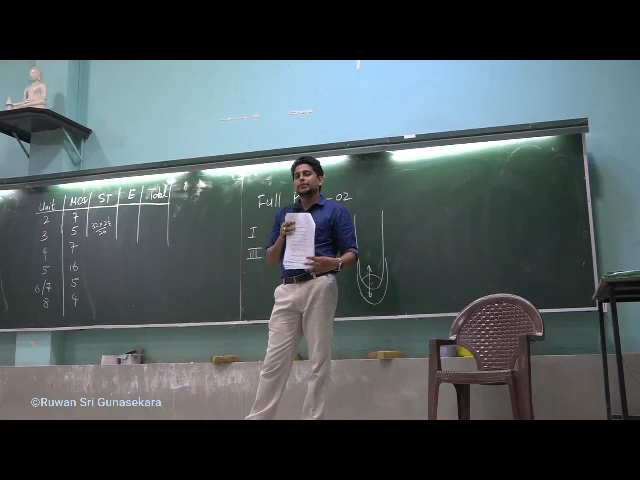 Unit MCQ ST E Total
2 7
3 5
4 7
5 16
6/7 5
8 4
Full 02
I
III
©Ruwan Sri Gunasekara